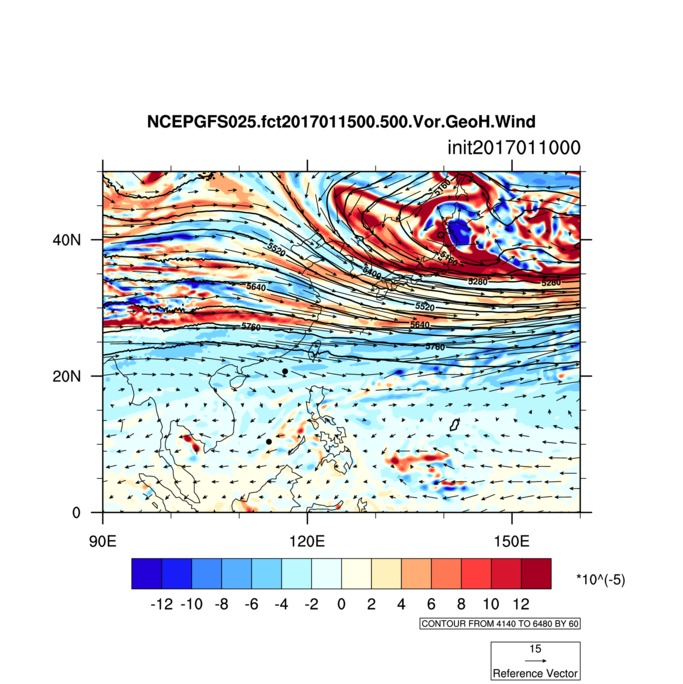 NCEPGFS025.fct2017011500.500.Vor.GeoH.Wind
init2017011000
5160
40N
5520
5400
5160
5280
5280
5640
5520
5760
5640
5760
20N
0
90E 120E 150E
-12 -10 -8 -6 -4 -2 0 2 4 6 8 10 12 *10^(-5)
CONTOUR FROM 4140 TO 6480 BY 60
15
Reference Vector